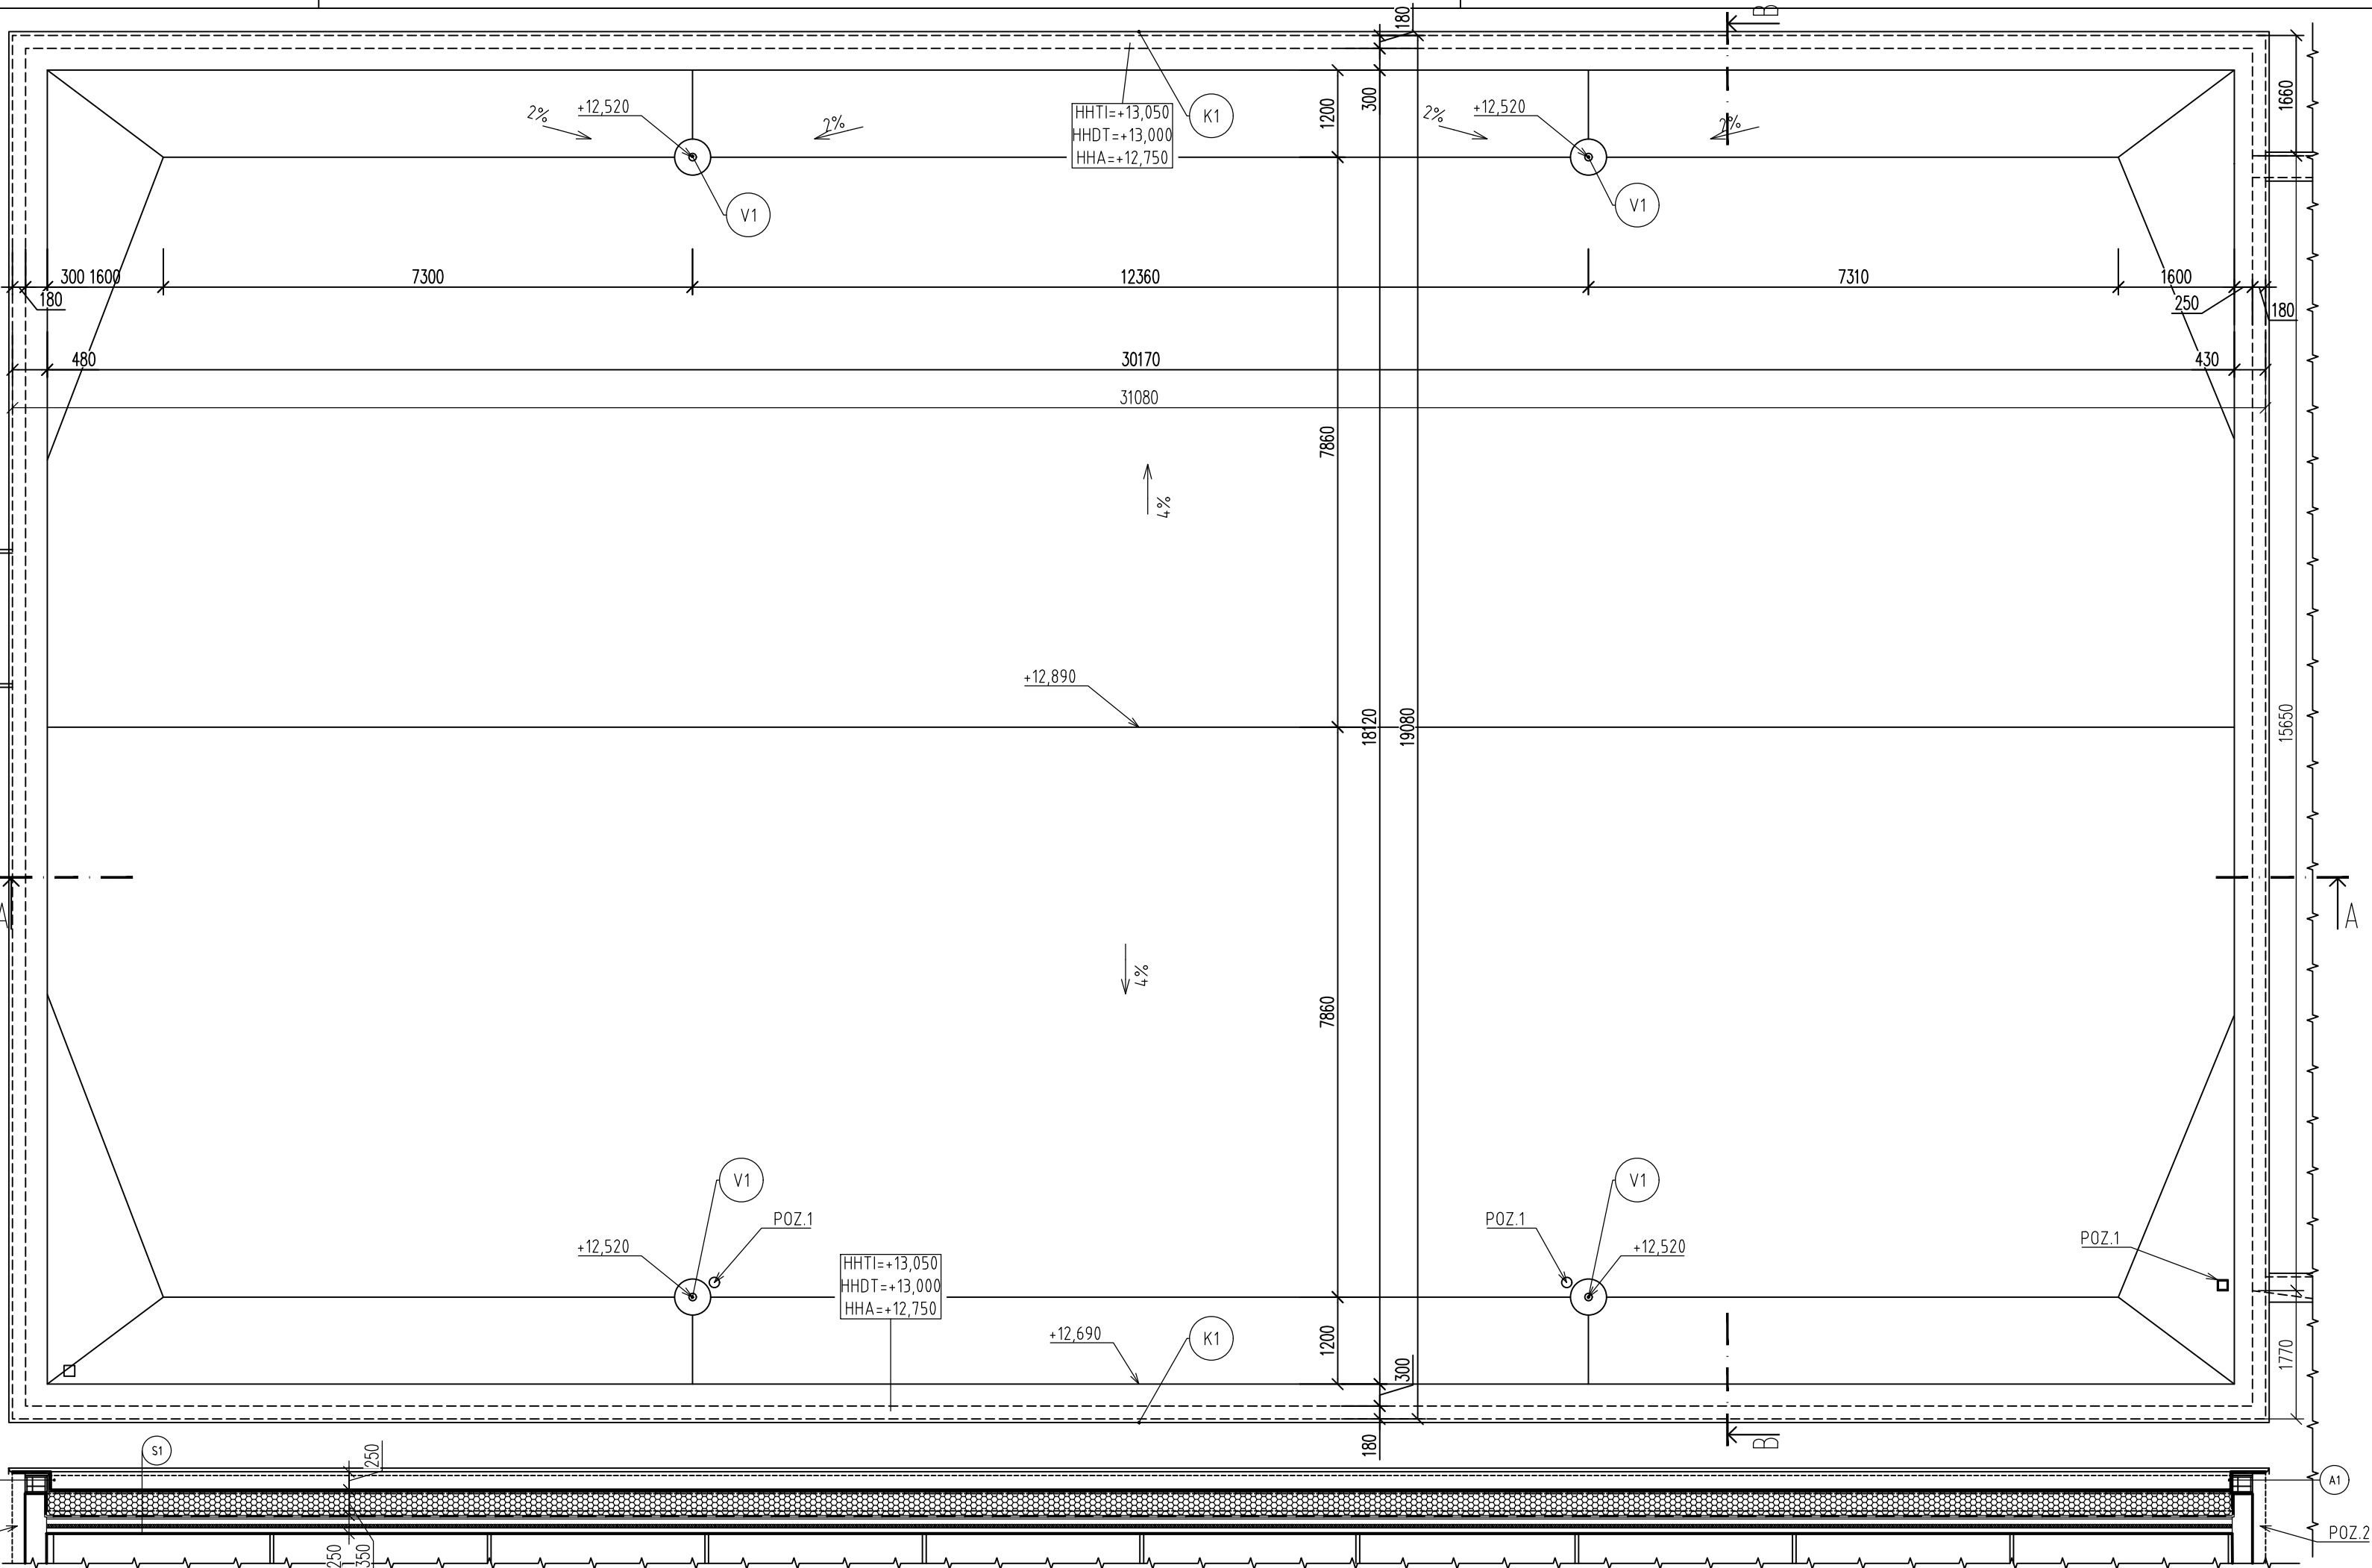 180
B
1660
300
1200
2%
+12,520
2%
HHTI=+13,050
HHDT=+13,000
HHA=+12,750
K1
2%
+12,520
2%
V1
V1
300 1600
7300
12360
7310
1600
180
250
180
480
30170
430
31080
7860
4%
+12,890
18120
19080
15650
A
A
4%
7860
V1
V1
POZ.1
POZ.1
+12,520
+12,520
POZ.1
HHTI=+13,050
HHDT=+13,000
HHA=+12,750
+12,690
K1
1200
300
1770
180
B
S1
250
A1
POZ.2
250
350